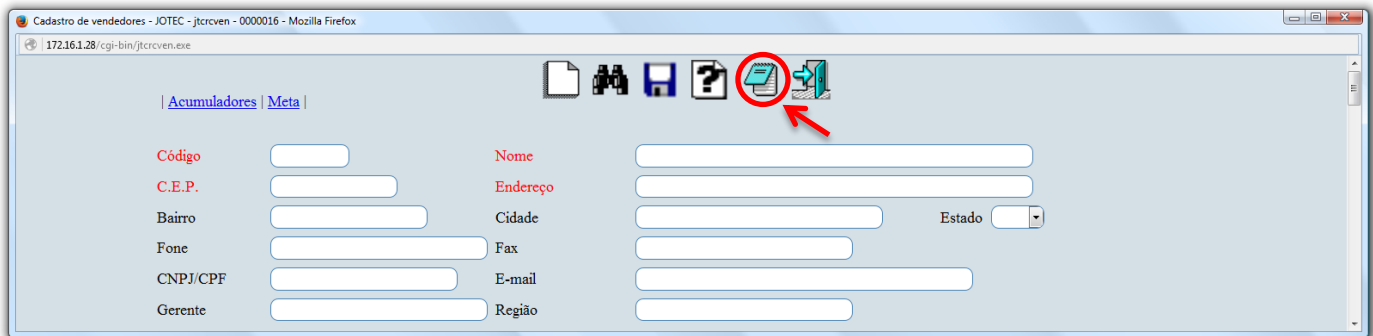 Cadastro de vendedores - JOTEC - jtcrcven - 0000016 - Mozilla Firefox
172.16.1.28/cgi-bin/jtcrcven.exe
| Acumuladores | Meta |
Código Nome
C.E.P. Endereço
Bairro Cidade Estado
Fone Fax
CNPJ/CPF E-mail
Gerente Região